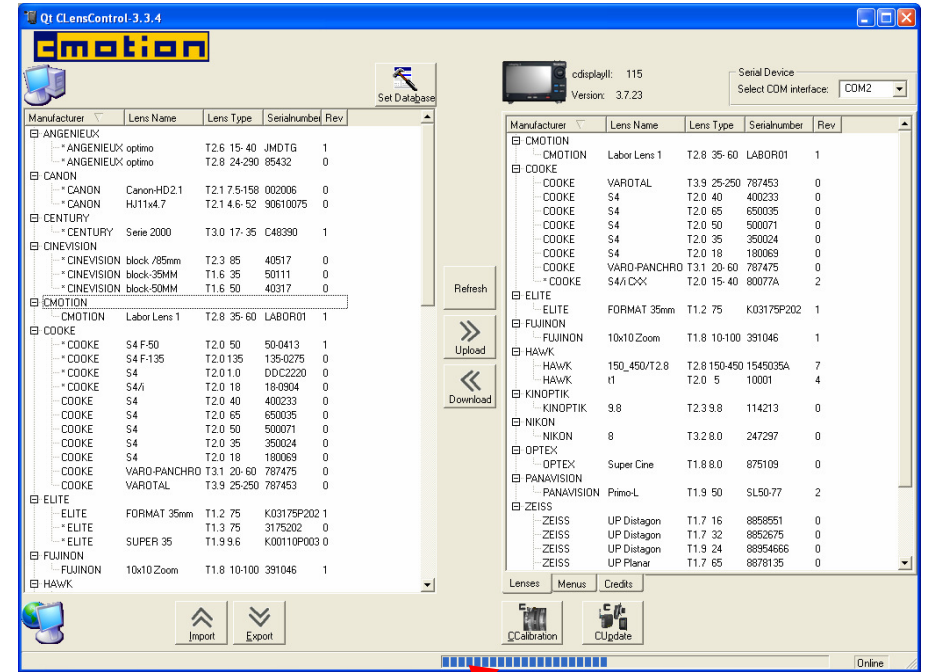 Qt CLensControl-3.3.4
cmotion
Set Database
cdisplayII: 115
Version: 3.7.23
Serial Device
Select COM interface: COM2
Manufacturer Lens Name Lens Type Serialnumber Rev
ANGENIEUX
* ANGENIEUX optimo T2.6 15- 40 JMDTG 1
* ANGENIEUX optimo T2.8 24-290 85432 0
CANON
* CANON Canon-HD2.1 T2.1 7.5-158 002006 0
* CANON HJ11x4.7 T2.1 4.6- 52 90610075 0
CENTURY
* CENTURY Serie 2000 T3.0 17- 35 C48390 1
CINEVISION
* CINEVISION block /85mm T2.3 85 40517 0
* CINEVISION block-35MM T1.6 35 50111 0
* CINEVISION block-50MM T1.6 50 40317 0
CMOTION
CMOTION Labor Lens 1 T2.8 35- 60 LABOR01 1
COOKE
* COOKE S4 F-50 T2.0 50 50-0413 1
* COOKE S4 F-135 T2.0 135 135-0275 0
* COOKE S4 T2.0 1.0 DDC2220 0
* COOKE S4/i T2.0 18 18-0904 0
COOKE S4 T2.0 40 400233 0
COOKE S4 T2.0 65 650035 0
COOKE S4 T2.0 50 500071 0
COOKE S4 T2.0 35 350024 0
COOKE S4 T2.0 18 180069 0
COOKE VARO-PANCHRO T3.1 20- 60 787475 0
COOKE VAROTAL T3.9 25-250 787453 0
ELITE
ELITE FORMAT 35mm T1.2 75 K03175P202 1
* ELITE T1.3 75 3175202 0
* ELITE SUPER 35 T1.9 9.6 K00110P003 0
FUJINON
FUJINON 10x10 Zoom T1.8 10-100 391046 1
HAWK
Refresh
Upload
Download
Manufacturer Lens Name Lens Type Serialnumber Rev
CMOTION
CMOTION Labor Lens 1 T2.8 35- 60 LABOR01 1
COOKE
COOKE VAROTAL T3.9 25-250 787453 0
COOKE S4 T2.0 40 400233 0
COOKE S4 T2.0 65 650035 0
COOKE S4 T2.0 50 500071 0
COOKE S4 T2.0 35 350024 0
COOKE S4 T2.0 18 180069 0
COOKE VARO-PANCHRO T3.1 20- 60 787475 0
* COOKE S4/i CXX T2.0 15- 40 80077A 2
ELITE
ELITE FORMAT 35mm T1.2 75 K03175P202 1
FUJINON
FUJINON 10x10 Zoom T1.8 10-100 391046 1
HAWK
HAWK 150_450/T2.8 T2.8 150-450 1545035A 7
HAWK t1 T2.0 5 10001 4
KINOPTIK
KINOPTIK 9.8 T2.3 9.8 114213 0
NIKON
NIKON 8 T3.2 8.0 247297 0
OPTEX
OPTEX Super Cine T1.8 8.0 875109 0
PANAVISION
PANAVISION Primo-L T1.9 50 SL50-77 2
ZEISS
ZEISS UP Distagon T1.7 16 8858551 0
ZEISS UP Distagon T1.7 32 8852675 0
ZEISS UP Distagon T1.9 24 88954666 0
ZEISS UP Planar T1.7 65 8878135 0
Lenses Menus Credits
Import Export
CCalibration CUpdate
Online